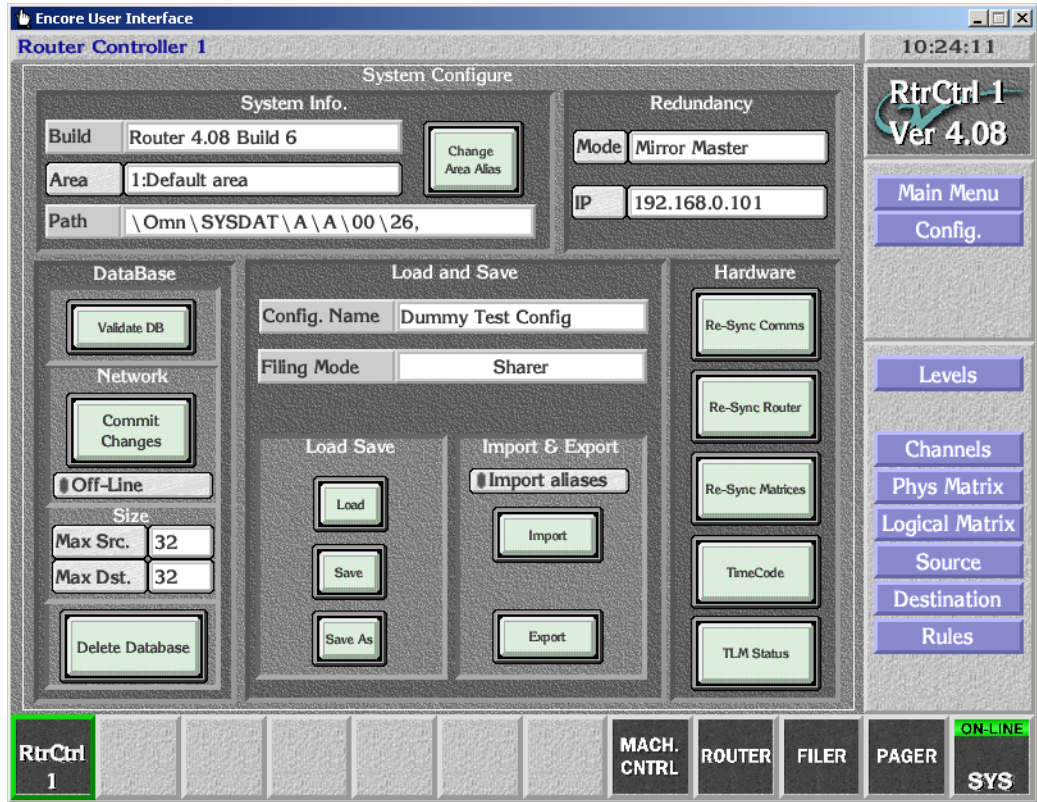 Encore User Interface
Router Controller 1
10:24:11
System Configure
System Info.
Build
Router 4.08 Build 6
Change
Area Alias
Area
1:Default area
Path
\Omn\SYSDAT\A\A\00\26,
Redundancy
Mode
Mirror Master
IP
192.168.0.101
RtrCtrl 1
Ver 4.08
Main Menu
Config.
DataBase
Validate DB
Network
Commit
Changes
Off-Line
Size
Max Src.
32
Max Dst.
32
Delete Database
Load and Save
Config. Name
Dummy Test Config
Filing Mode
Sharer
Load Save
Load
Save
Save As
Import & Export
Import aliases
Import
Export
Hardware
Re-Sync Comms
Re-Sync Router
Re-Sync Matrices
TimeCode
TLM Status
Levels
Channels
Phys Matrix
Logical Matrix
Source
Destination
Rules
RtrCtrl
1
MACH.
CNTRL
ROUTER
FILER
PAGER
ON-LINE
SYS